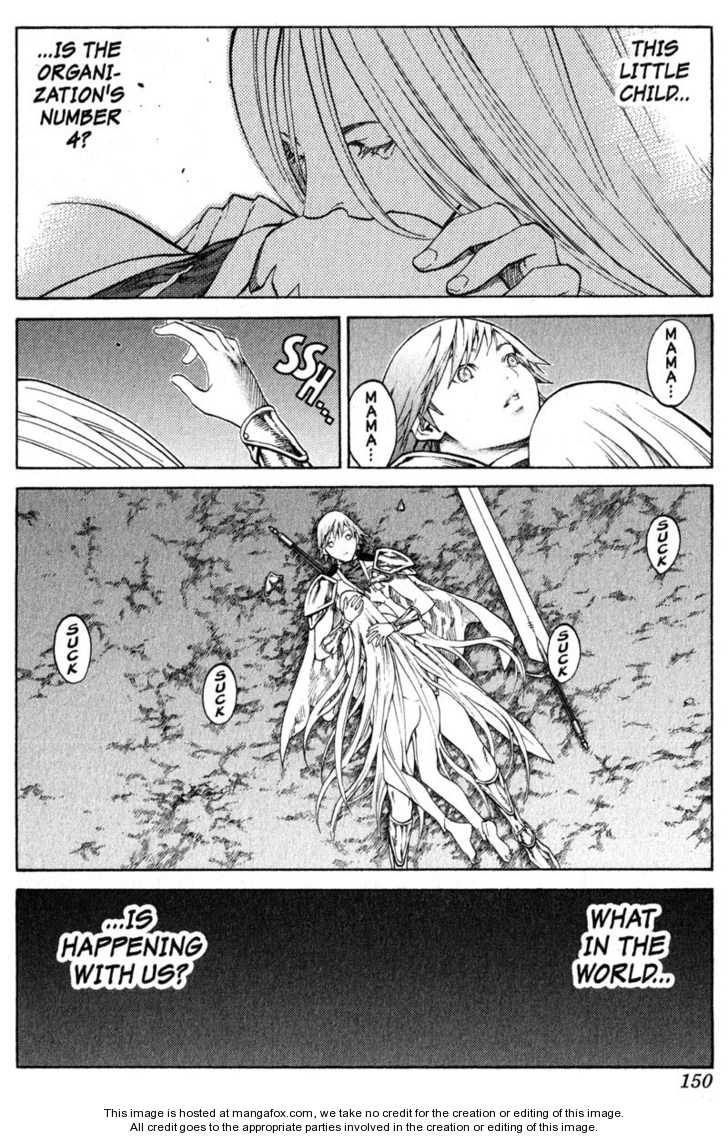 THIS
LITTLE
CHILD...
...IS THE
ORGANI-
ZATION'S
NUMBER
4?
MAMA...
MAMA...
SSH...
SUCK
SUCK
SUCK
SUCK
WHAT
IN THE
WORLD...
...IS
HAPPENING
WITH US?
150
This image is hosted at mangafox.com, we take no credit for the creation or editing of this image.
All credit goes to the appropriate parties involved in the creation or editing of this image.